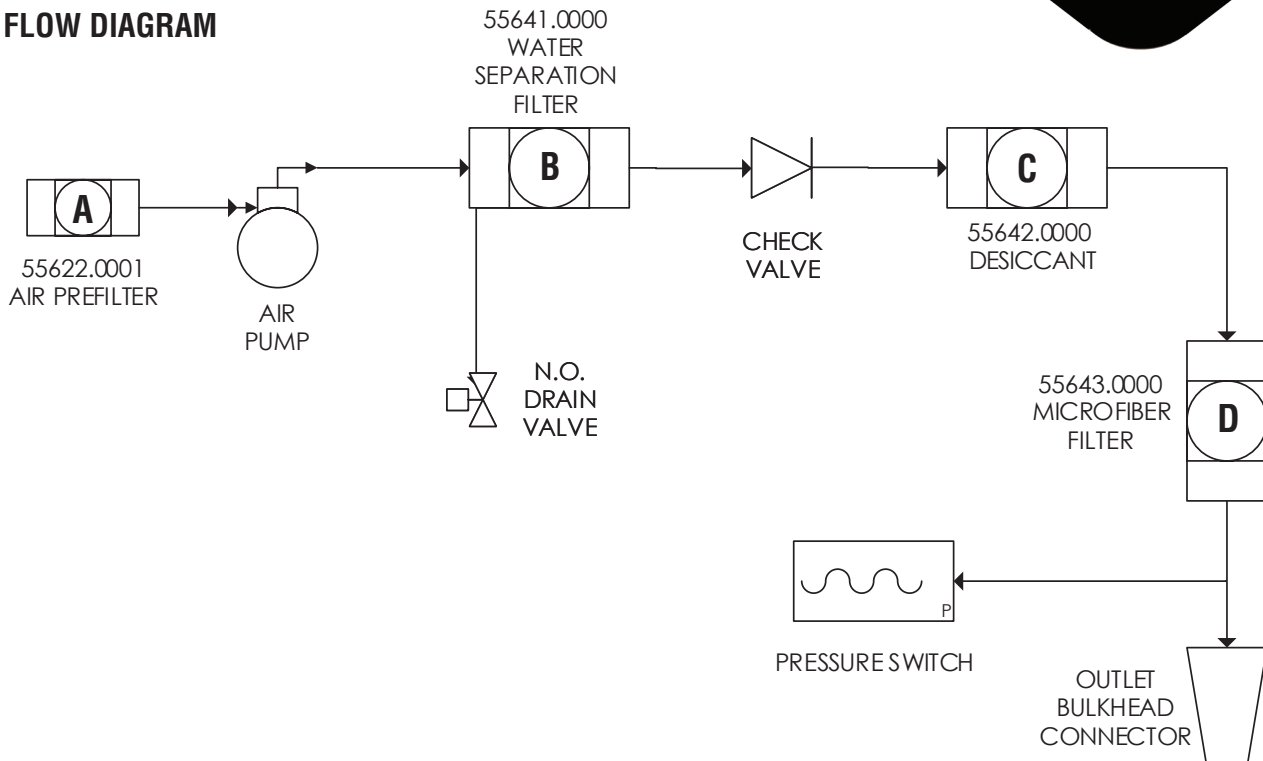 FLOW DIAGRAM
55641.0000
WATER
SEPARATION
FILTER
A
55622.0001
AIR PREFILTER
AIR
PUMP
B
N.O.
DRAIN
VALVE
CHECK
VALVE
C
55642.0000
DESICCANT
55643.0000
MICROFIBER
FILTER
D
P
PRESSURE SWITCH
OUTLET
BULKHEAD
CONNECTOR